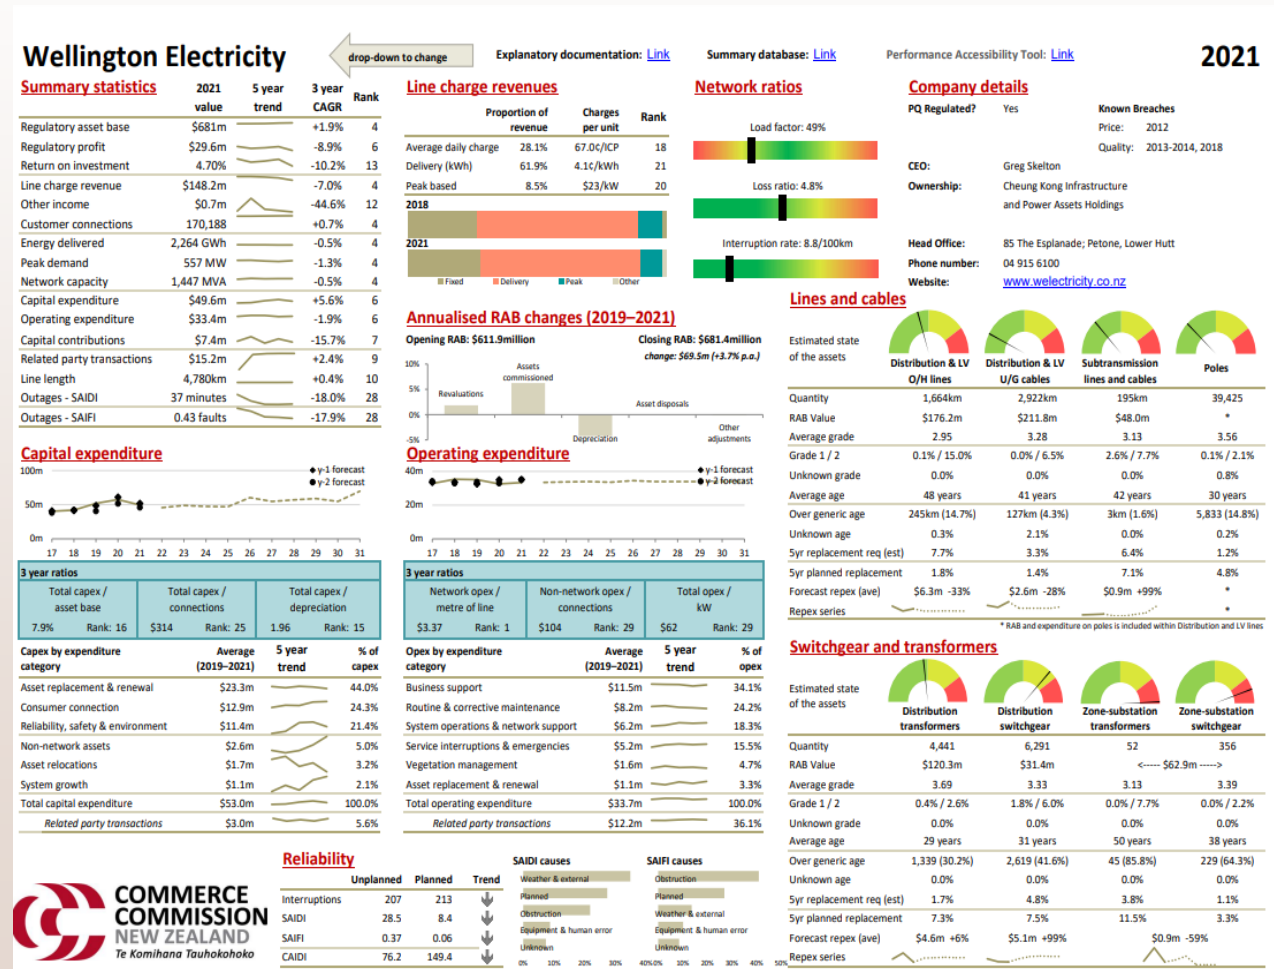 Wellington Electricity
drop-down to change
Explanatory documentation: Link
Summary database: Link
Performance Accessibility Tool: Link
2021
Summary statistics 2021 value 5 year trend 3 year CAGR Rank
Regulatory asset base $681m +1.9% 4
Regulatory profit $29.6m -8.9% 6
Return on investment 4.70% -10.2% 13
Line charge revenue $148.2m -7.0% 4
Other income $0.7m -44.6% 12
Customer connections 170,188 +0.7% 4
Energy delivered 2,264 GWh -0.5% 4
Peak demand 557 MW -1.3% 4
Network capacity 1,447 MVA -0.5% 4
Capital expenditure $49.6m +5.6% 6
Operating expenditure $33.4m -1.9% 6
Capital contributions $7.4m -15.7% 7
Related party transactions $15.2m +2.4% 9
Line length 4,780km +0.4% 10
Outages - SAIDI 37 minutes -18.0% 28
Outages - SAIFI 0.43 faults -17.9% 28
Line charge revenues
Proportion of revenue Charges per unit Rank
Average daily charge 28.1% 67.0¢/ICP 18
Delivery (kWh) 61.9% 4.1¢/kWh 21
Peak based 8.5% $23/kW 20
2018
2021
Fixed Delivery Peak Other
Network ratios
Load factor: 49%
Loss ratio: 4.8%
Interruption rate: 8.8/100km
Company details
PQ Regulated? Yes Known Breaches
Price: 2012
Quality: 2013-2014, 2018
CEO: Greg Skelton
Ownership: Cheung Kong Infrastructure
and Power Assets Holdings
Head Office: 85 The Esplanade; Petone, Lower Hutt
Phone number: 04 915 6100
Website: www.welectricity.co.nz
Annualised RAB changes (2019–2021)
Opening RAB: $611.9million Closing RAB: $681.4million
change: $69.5m (+3.7% p.a.)
10%
5%
0%
-5%
Revaluations
Assets commissioned
Depreciation
Asset disposals
Other adjustments
Capital expenditure
y-1 forecast
y-2 forecast
100m
50m
0m
17 18 19 20 21 22 23 24 25 26 27 28 29 30 31
3 year ratios
Total capex / asset base Total capex / connections Total capex / depreciation
7.9% Rank: 16 $314 Rank: 25 1.96 Rank: 15
Capex by expenditure category Average (2019–2021) 5 year trend % of capex
Asset replacement & renewal $23.3m 44.0%
Consumer connection $12.9m 24.3%
Reliability, safety & environment $11.4m 21.4%
Non-network assets $2.6m 5.0%
Asset relocations $1.7m 3.2%
System growth $1.1m 2.1%
Total capital expenditure $53.0m 100.0%
Related party transactions $3.0m 5.6%
Operating expenditure
y-1 forecast
y-2 forecast
40m
20m
0m
17 18 19 20 21 22 23 24 25 26 27 28 29 30 31
3 year ratios
Network opex / metre of line Non-network opex / connections Total opex / kW
$3.37 Rank: 1 $104 Rank: 29 $62 Rank: 29
Opex by expenditure category Average (2019–2021) 5 year trend % of opex
Business support $11.5m 34.1%
Routine & corrective maintenance $8.2m 24.2%
System operations & network support $6.2m 18.3%
Service interruptions & emergencies $5.2m 15.5%
Vegetation management $1.6m 4.7%
Asset replacement & renewal $1.1m 3.3%
Total operating expenditure $33.7m 100.0%
Related party transactions $12.2m 36.1%
Lines and cables
Estimated state of the assets
Distribution & LV O/H lines Distribution & LV U/G cables Subtransmission lines and cables Poles
Quantity 1,664km 2,922km 195km 39,425
RAB Value $176.2m $211.8m $48.0m *
Average grade 2.95 3.28 3.13 3.56
Grade 1 / 2 0.1% / 15.0% 0.0% / 6.5% 2.6% / 7.7% 0.1% / 2.1%
Unknown grade 0.0% 0.0% 0.0% 0.8%
Average age 48 years 41 years 42 years 30 years
Over generic age 245km (14.7%) 127km (4.3%) 3km (1.6%) 5,833 (14.8%)
Unknown age 0.3% 2.1% 0.0% 0.2%
5yr replacement req (est) 7.7% 3.3% 6.4% 1.2%
5yr planned replacement 1.8% 1.4% 7.1% 4.8%
Forecast repex (ave) $6.3m -33% $2.6m -28% $0.9m +99% *
Repex series *
* RAB and expenditure on poles is included within Distribution and LV lines
Switchgear and transformers
Estimated state of the assets
Distribution transformers Distribution switchgear Zone-substation transformers Zone-substation switchgear
Quantity 4,441 6,291 52 356
RAB Value $120.3m $31.4m <----- $62.9m ----->
Average grade 3.69 3.33 3.13 3.39
Grade 1 / 2 0.4% / 2.6% 1.8% / 6.0% 0.0% / 7.7% 0.0% / 2.2%
Unknown grade 0.0% 0.0% 0.0% 0.0%
Average age 29 years 31 years 50 years 38 years
Over generic age 1,339 (30.2%) 2,619 (41.6%) 45 (85.8%) 229 (64.3%)
Unknown age 0.0% 0.0% 0.0% 0.0%
5yr replacement req (est) 1.7% 4.8% 3.8% 1.1%
5yr planned replacement 7.3% 7.5% 11.5% 3.3%
Forecast repex (ave) $4.6m +6% $5.1m +99% $0.9m -59%
Repex series
COMMERCE
COMMISSION
NEW ZEALAND
Te Komihana Tauhokohoko
Reliability
Unplanned Planned Trend
Interruptions 207 213
SAIDI 28.5 8.4
SAIFI 0.37 0.06
CAIDI 76.2 149.4
SAIDI causes
Weather & external
Planned
Obstruction
Equipment & human error
Unknown
0% 10% 20% 30% 40%
SAIFI causes
Obstruction
Planned
Weather & external
Equipment & human error
Unknown
0% 10% 20% 30% 40% 50%